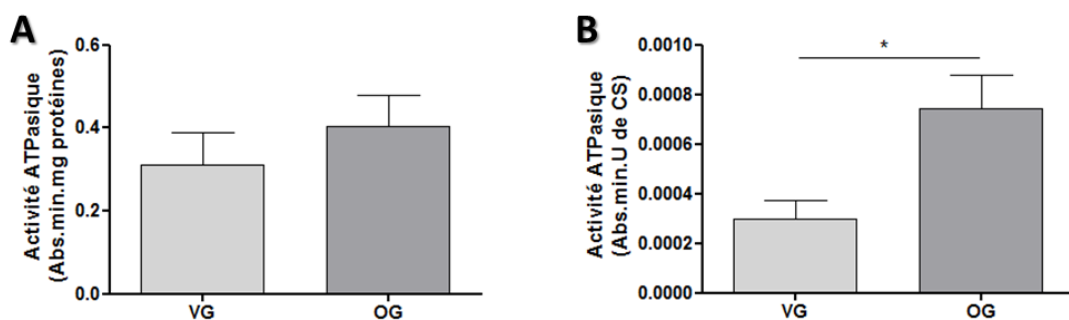 A
Activité ATPasique
(Abs.min.mg protéines)
0.6
0.4
0.2
0.0
VG
OG
B
Activité ATPasique
(Abs.min.U de CS)
0.0010
0.0008
0.0006
0.0004
0.0002
0.0000
*
VG
OG